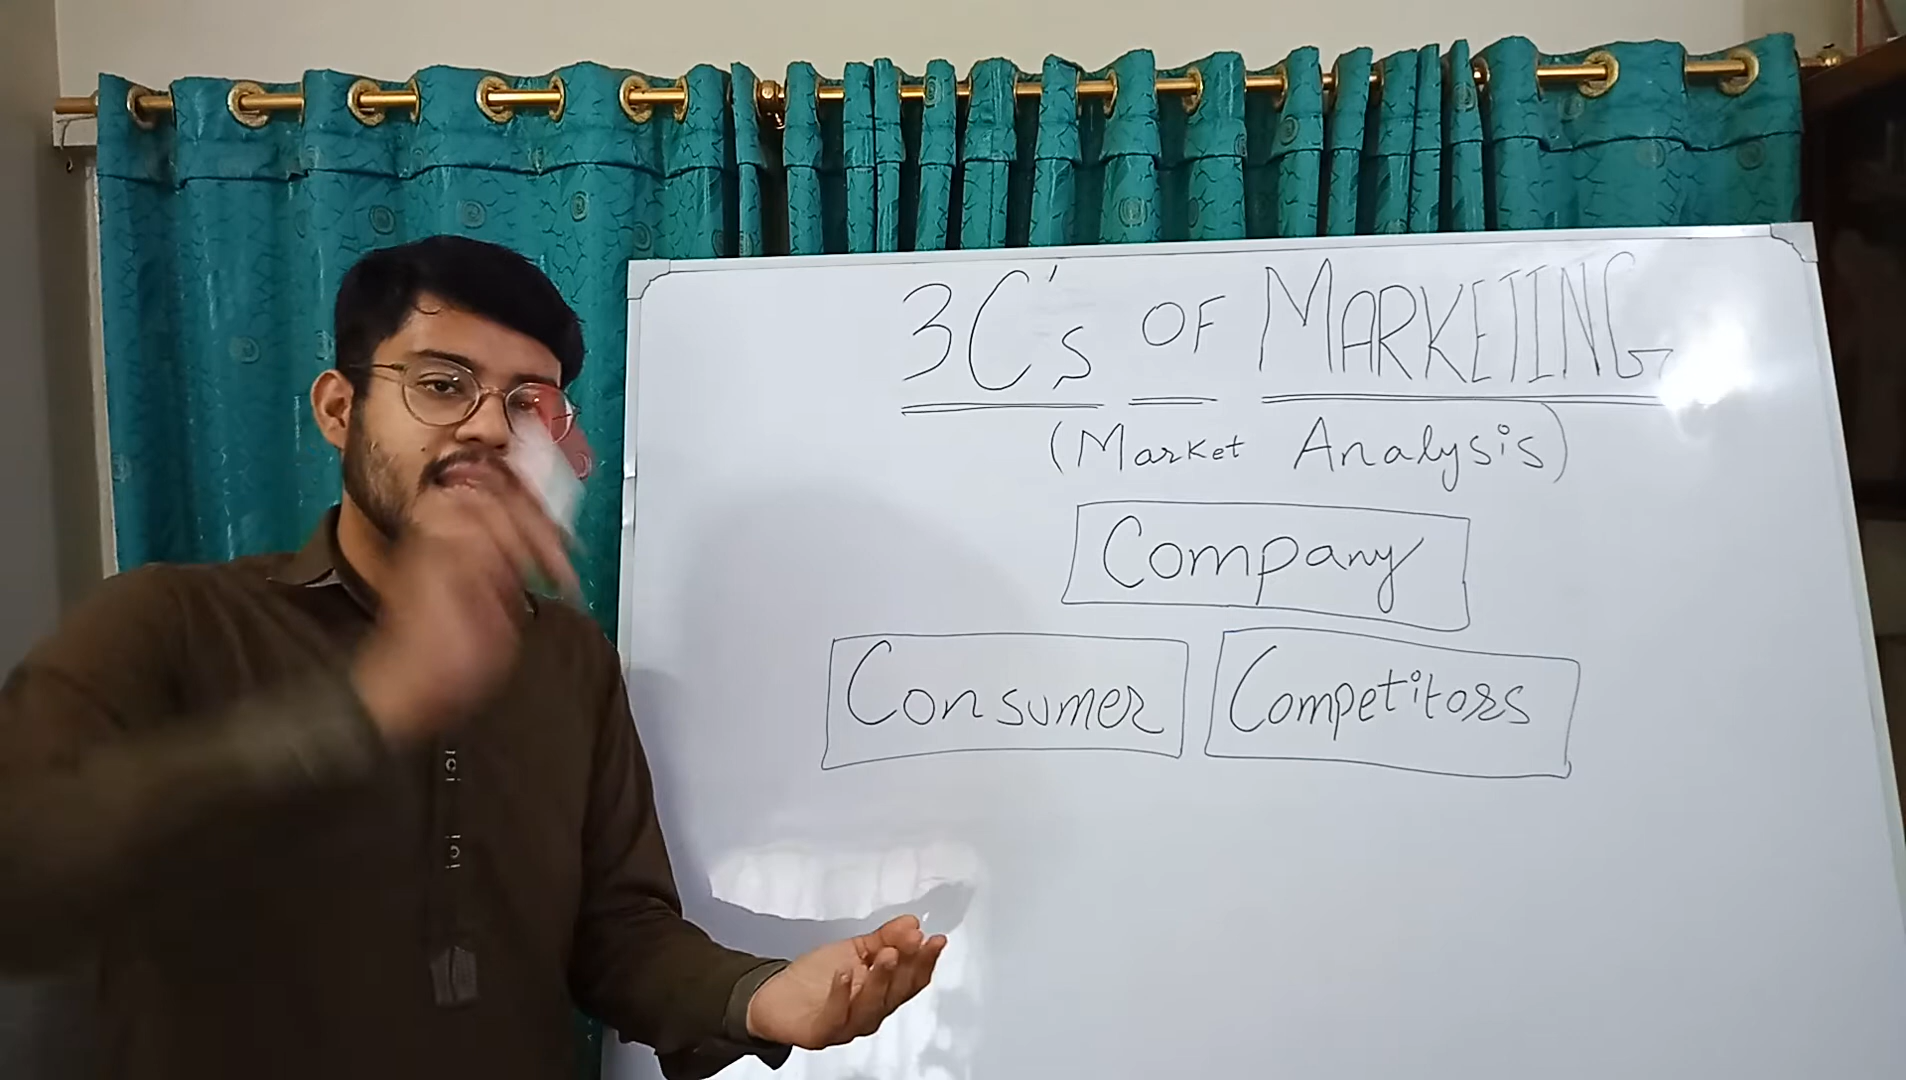 3C's OF MARKETING
(Market Analysis)
Company
Consumer Competitors